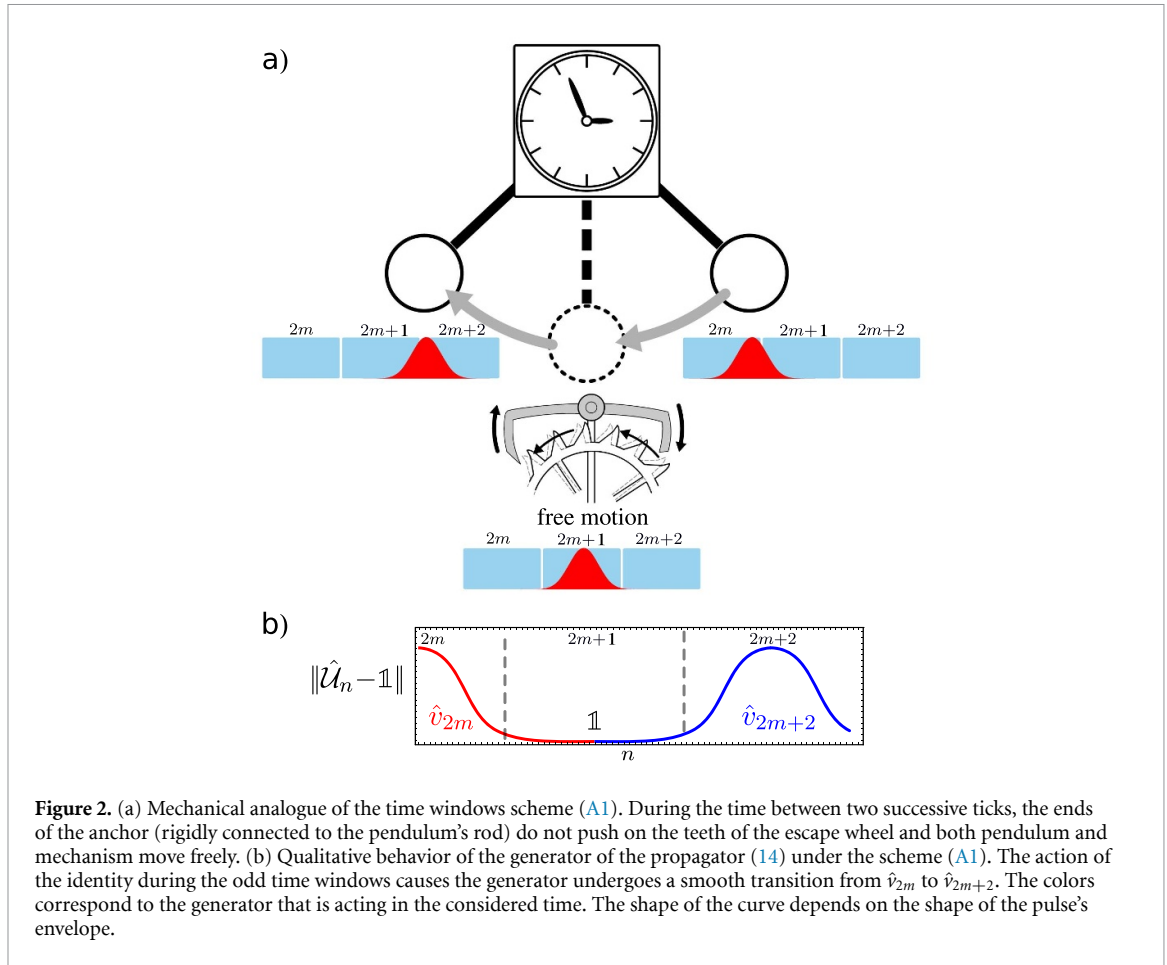 a)
2m 2m+1 2m+2
2m 2m+1 2m+2
free motion
2m 2m+1 2m+2
b)
2m 2m+1 2m+2
‖𝒰̂ₙ−𝟙‖
v̂₂ₘ 𝟙 v̂₂ₘ₊₂
n
Figure 2. (a) Mechanical analogue of the time windows scheme (A1). During the time between two successive ticks, the ends
of the anchor (rigidly connected to the pendulum's rod) do not push on the teeth of the escape wheel and both pendulum and
mechanism move freely. (b) Qualitative behavior of the generator of the propagator (14) under the scheme (A1). The action of
the identity during the odd time windows causes the generator undergoes a smooth transition from v̂₂ₘ to v̂₂ₘ₊₂. The colors
correspond to the generator that is acting in the considered time. The shape of the curve depends on the shape of the pulse's
envelope.